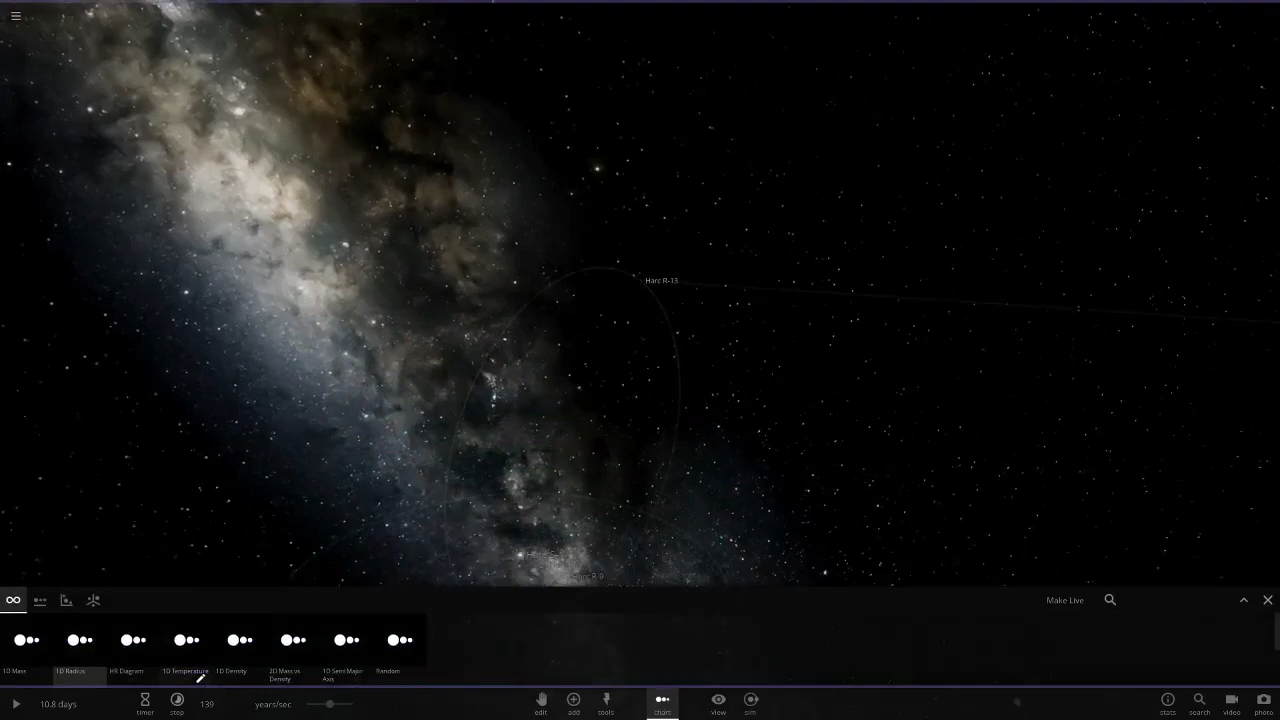 Harc R-13
Make Live
1D Mass
1D Radius
HR Diagram
1D Temperature
1D Density
2D Mass vs
Density
1D Semi Major
Axis
Random
10.8 days
timer
step
139
years/sec
edit
add
tools
chart
view
sim
stats
search
video
photo